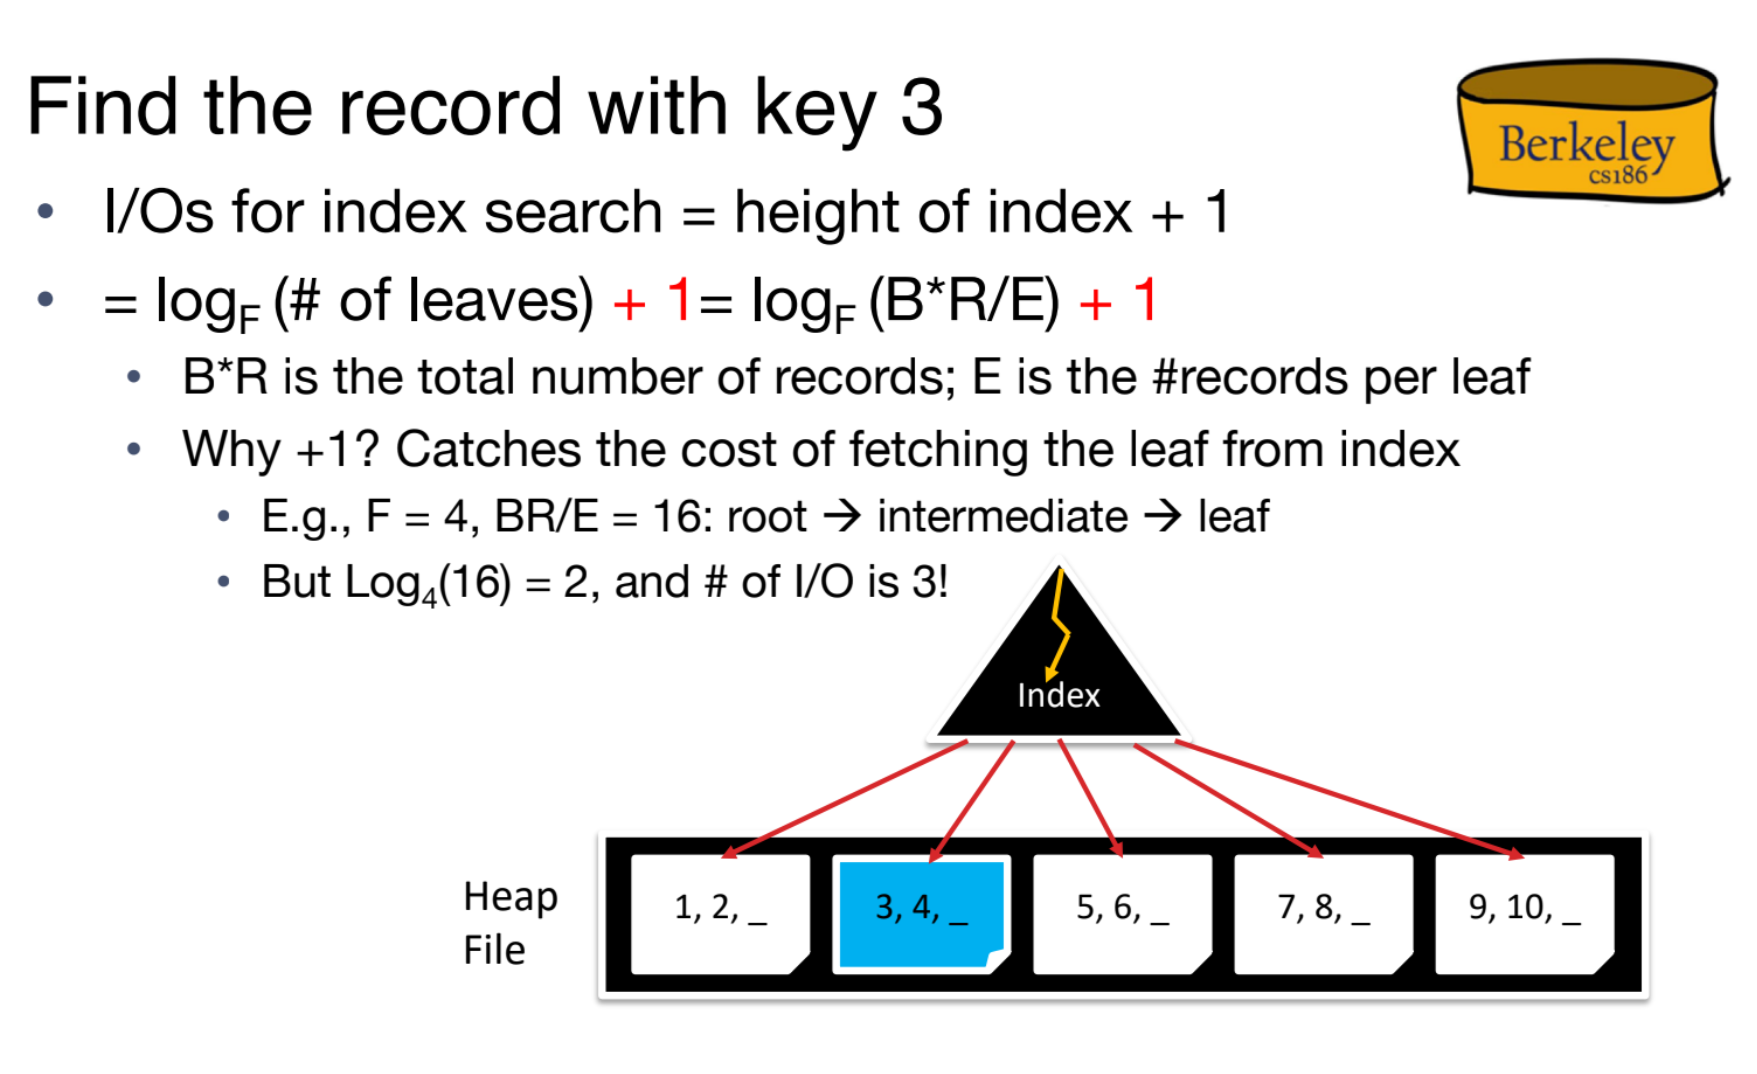 Find the record with key 3
Berkeley
cs186
• I/Os for index search = height of index + 1
• = log_F (# of leaves) + 1= log_F (B*R/E) + 1
• B*R is the total number of records; E is the #records per leaf
• Why +1? Catches the cost of fetching the leaf from index
• E.g., F = 4, BR/E = 16: root → intermediate → leaf
• But Log₄(16) = 2, and # of I/O is 3!
Index
Heap
File
1, 2, _
3, 4, _
5, 6, _
7, 8, _
9, 10, _